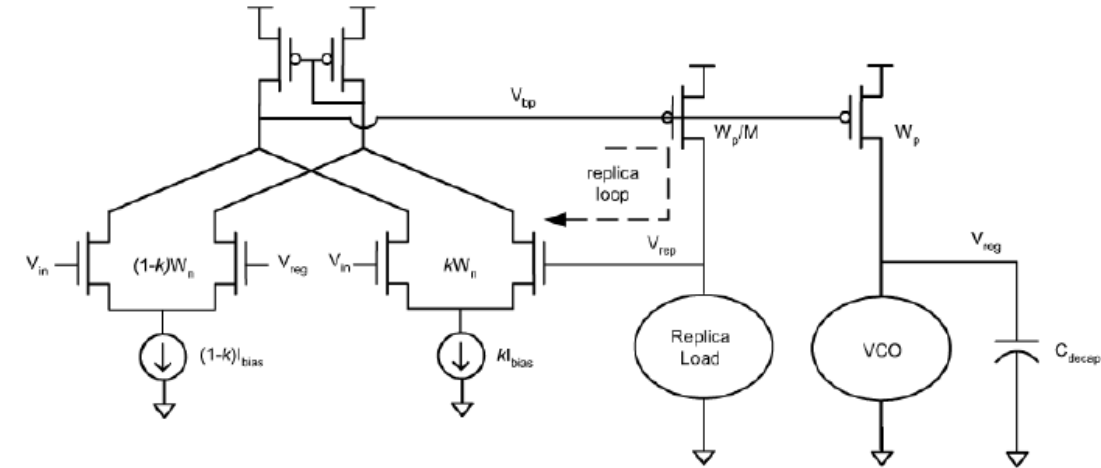 V_bp
W_p/M
W_p
replica
loop
V_in
(1-k)W_n
V_reg
V_in
kW_n
V_rep
V_reg
(1-k)I_bias
kI_bias
Replica
Load
VCO
C_decap